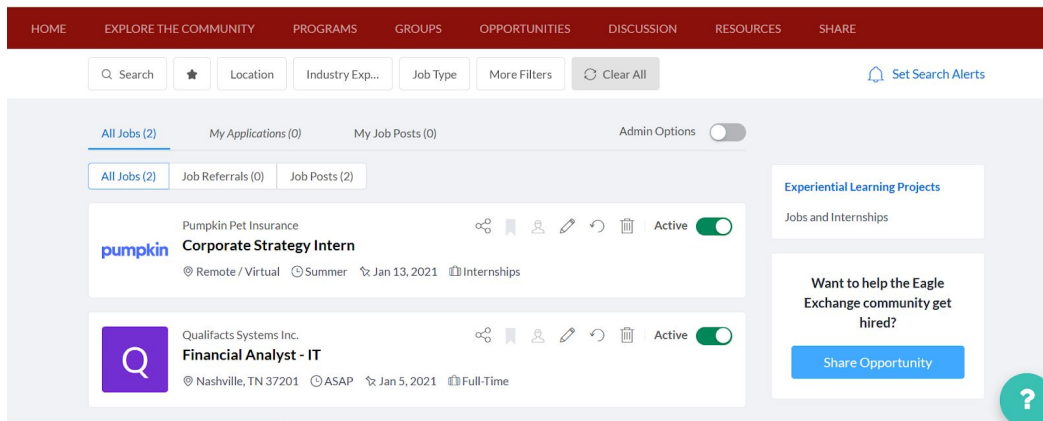 HOME EXPLORE THE COMMUNITY PROGRAMS GROUPS OPPORTUNITIES DISCUSSION RESOURCES SHARE
Search Location Industry Exp... Job Type More Filters Clear All Set Search Alerts
All Jobs (2) My Applications (0) My Job Posts (0) Admin Options
All Jobs (2) Job Referrals (0) Job Posts (2)
Pumpkin Pet Insurance
pumpkin Corporate Strategy Intern Active
Remote / Virtual Summer Jan 13, 2021 Internships
Qualifacts Systems Inc.
Q Financial Analyst - IT Active
Nashville, TN 37201 ASAP Jan 5, 2021 Full-Time
Experiential Learning Projects
Jobs and Internships
Want to help the Eagle
Exchange community get
hired?
Share Opportunity
?